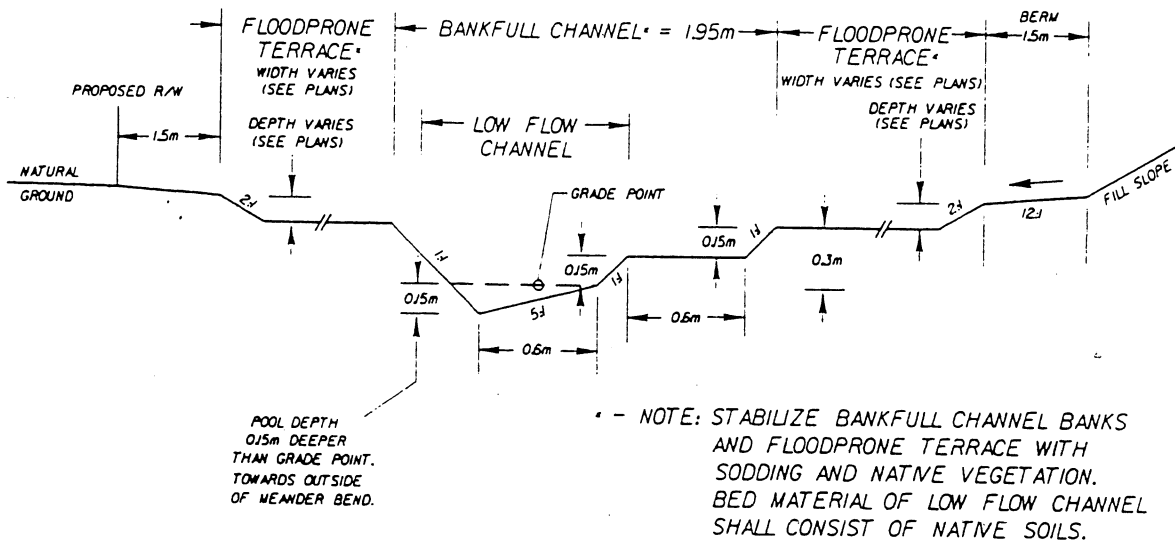 FLOODPRONE
TERRACE*
WIDTH VARIES
(SEE PLANS)
BANKFULL CHANNEL* = 1.95m
FLOODPRONE
TERRACE*
WIDTH VARIES (SEE PLANS)
BERM
1.5m
PROPOSED R/W
1.5m
DEPTH VARIES
(SEE PLANS)
LOW FLOW
CHANNEL
DEPTH VARIES
(SEE PLANS)
NATURAL
GROUND
2:1
GRADE POINT
2:1
12:1
FILL SLOPE
1:1
0.15m
0.15m
1:1
0.15m
1:1
0.3m
5:1
0.6m
0.6m
POOL DEPTH
0.15m DEEPER
THAN GRADE POINT.
TOWARDS OUTSIDE
OF MEANDER BEND.
* - NOTE: STABILIZE BANKFULL CHANNEL BANKS
AND FLOODPRONE TERRACE WITH
SODDING AND NATIVE VEGETATION.
BED MATERIAL OF LOW FLOW CHANNEL
SHALL CONSIST OF NATIVE SOILS.